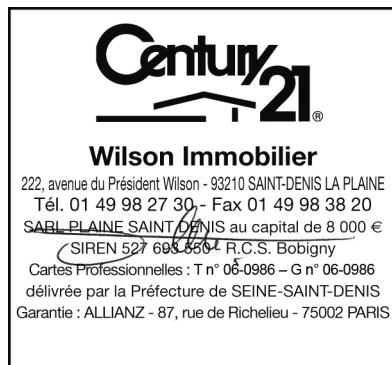 Century 21®
Wilson Immobilier
222, avenue du Président Wilson - 93210 SAINT-DENIS LA PLAINE
Tél. 01 49 98 27 30 - Fax 01 49 98 38 20
SARL PLAINE SAINT DENIS au capital de 8 000 €
SIREN 527 693 550 - R.C.S. Bobigny
Cartes Professionnelles : T n° 06-0986 – G n° 06-0986
délivrée par la Préfecture de SEINE-SAINT-DENIS
Garantie : ALLIANZ - 87, rue de Richelieu - 75002 PARIS